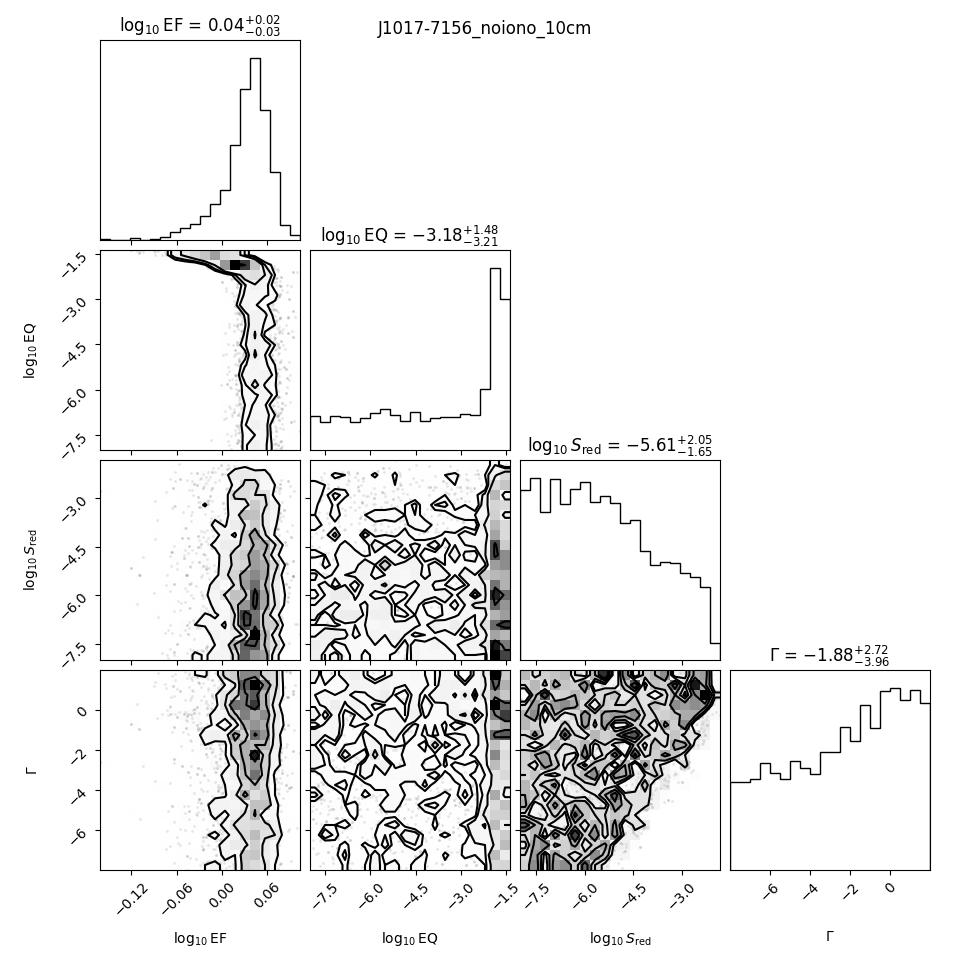 log₁₀ EF = 0.04⁺⁰·⁰²₋₀.₀₃
J1017-7156_noiono_10cm
log₁₀ EQ = −3.18⁺¹·⁴⁸₋₃.₂₁
−1.5
−3.0
−4.5
−6.0
−7.5
log₁₀ EQ
log₁₀ S_red = −5.61⁺²·⁰⁵₋₁.₆₅
−3.0
−4.5
−6.0
−7.5
log₁₀ S_red
Γ = −1.88⁺²·⁷²₋₃.₉₆
0
−2
−4
−6
Γ
−0.12 −0.06 0.00 0.06
−7.5 −6.0 −4.5 −3.0 −1.5
−7.5 −6.0 −4.5 −3.0
−6 −4 −2 0
log₁₀ EF
log₁₀ EQ
log₁₀ S_red
Γ